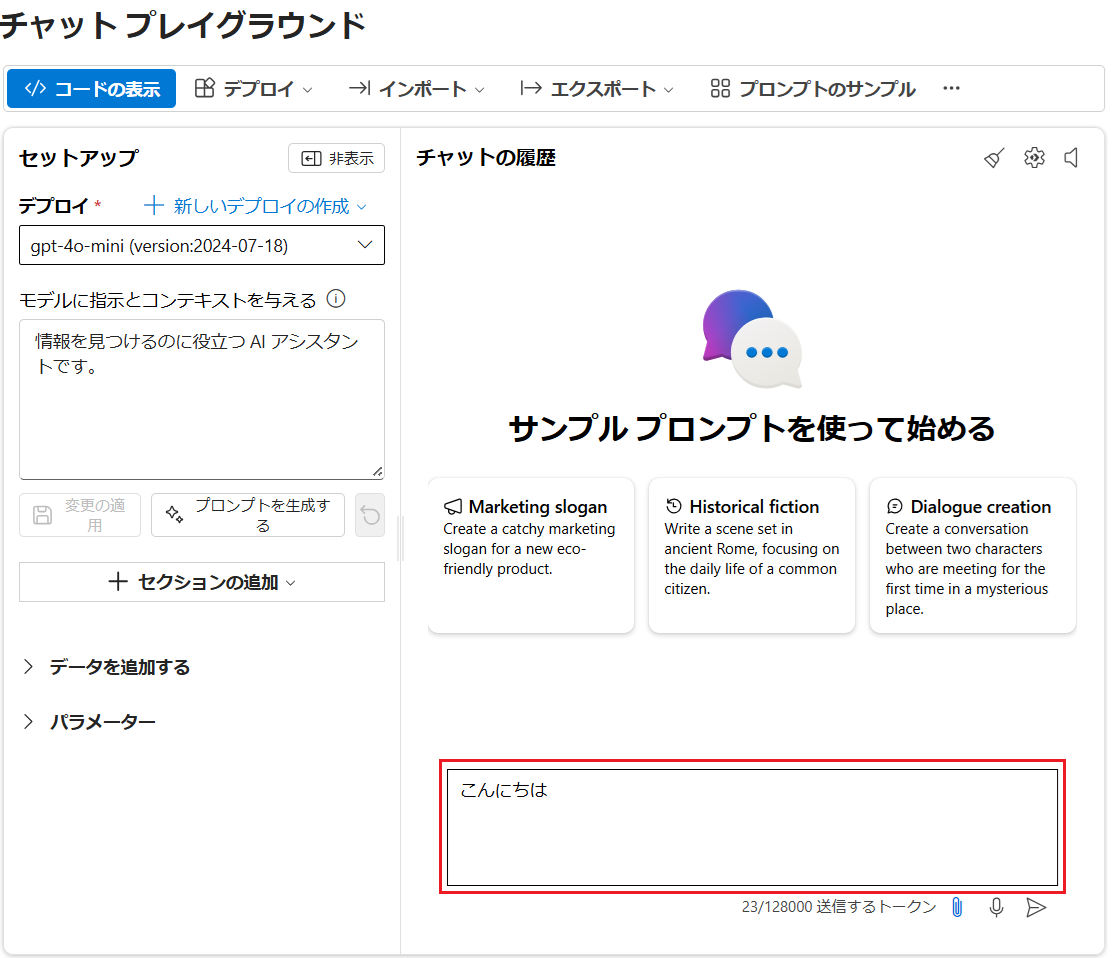 チャット プレイグラウンド
</> コードの表示
デプロイ
インポート
エクスポート
プロンプトのサンプル
...
セットアップ
非表示
デプロイ *
新しいデプロイの作成
gpt-4o-mini (version:2024-07-18)
モデルに指示とコンテキストを与える
情報を見つけるのに役立つ AI アシスタン
トです。
変更の適
用
プロンプトを生成す
る
セクションの追加
データを追加する
パラメーター
チャットの履歴
サンプル プロンプトを使って始める
Marketing slogan
Create a catchy marketing
slogan for a new eco-
friendly product.
Historical fiction
Write a scene set in
ancient Rome, focusing on
the daily life of a common
citizen.
Dialogue creation
Create a conversation
between two characters
who are meeting for the
first time in a mysterious
place.
こんにちは
23/128000 送信するトークン